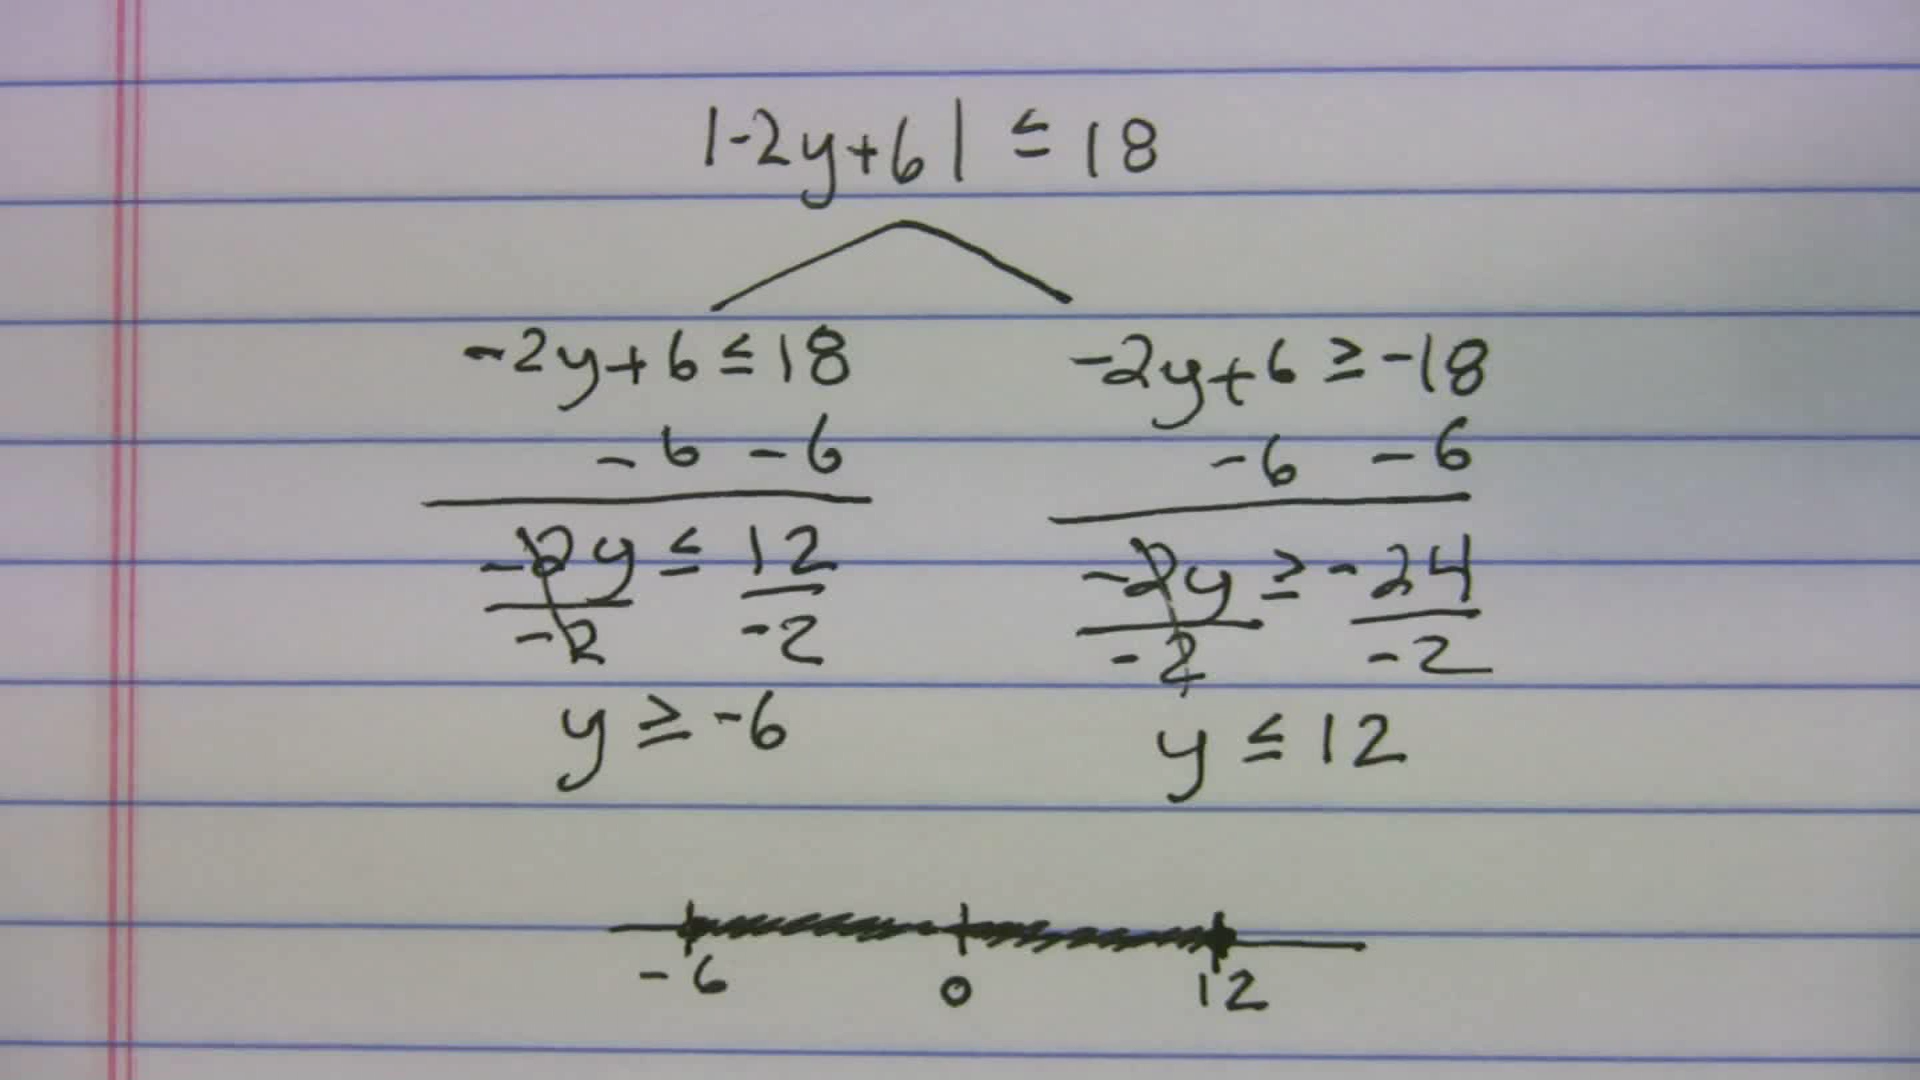 |-2y+6| ≤ 18
-2y+6 ≤ 18
-6 -6
-2y ≤ 12
-2 -2
y ≥ -6
-2y+6 ≥ -18
-6 -6
-2y ≥ -24
-2 -2
y ≤ 12
-6 0 12